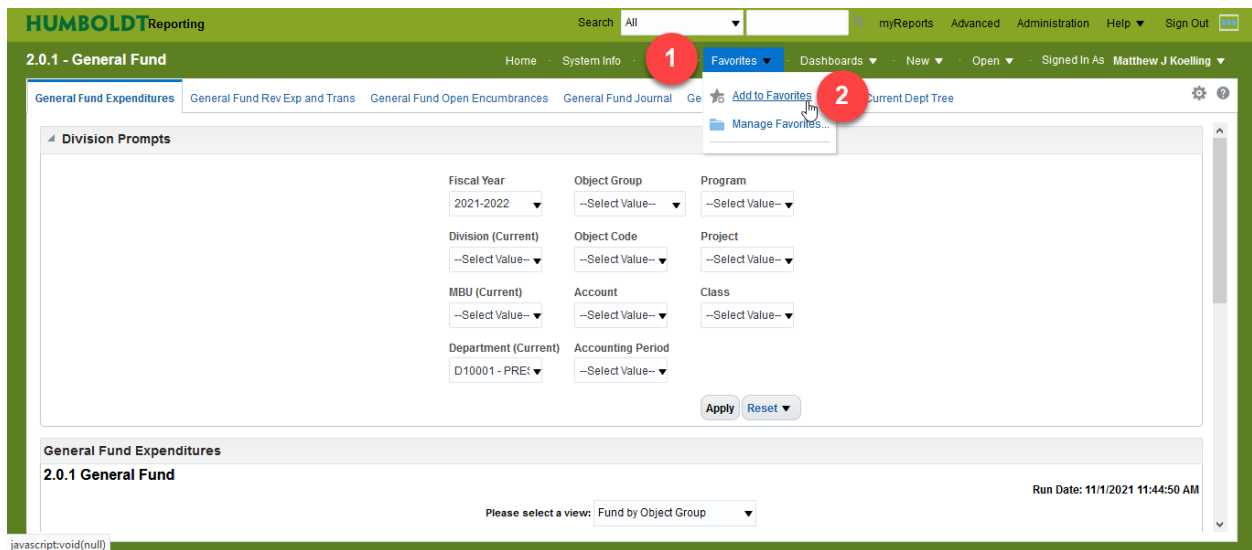 HUMBOLDT Reporting Search All myReports Advanced Administration Help Sign Out
2.0.1 - General Fund Home System Info 1 Favorites Dashboards New Open Signed In As Matthew J Koelling
General Fund Expenditures General Fund Rev Exp and Trans General Fund Open Encumbrances General Fund Journal Ge Add to Favorites 2 Current Dept Tree
Manage Favorites...
Division Prompts
Fiscal Year Object Group Program
2021-2022 --Select Value-- --Select Value--
Division (Current) Object Code Project
--Select Value-- --Select Value-- --Select Value--
MBU (Current) Account Class
--Select Value-- --Select Value-- --Select Value--
Department (Current) Accounting Period
D10001 - PRES --Select Value--
Apply Reset
General Fund Expenditures
2.0.1 General Fund
Run Date: 11/1/2021 11:44:50 AM
Please select a view: Fund by Object Group
javascript:void(null)